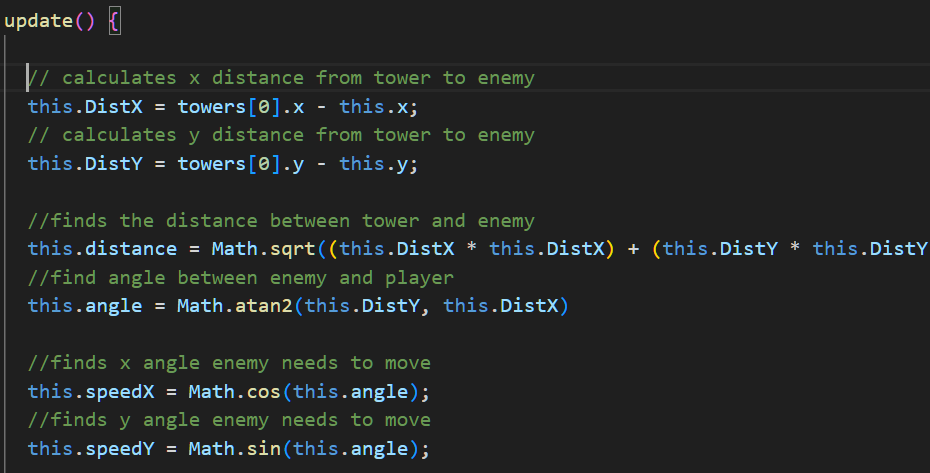 update() {
// calculates x distance from tower to enemy
this.DistX = towers[0].x - this.x;
// calculates y distance from tower to enemy
this.DistY = towers[0].y - this.y;
//finds the distance between tower and enemy
this.distance = Math.sqrt((this.DistX * this.DistX) + (this.DistY * this.DistY
//find angle between enemy and player
this.angle = Math.atan2(this.DistY, this.DistX)
//finds x angle enemy needs to move
this.speedX = Math.cos(this.angle);
//finds y angle enemy needs to move
this.speedY = Math.sin(this.angle);